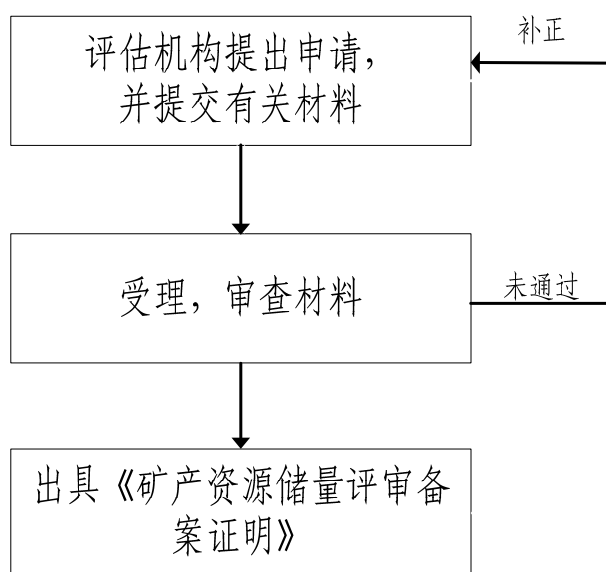 补正
评估机构提出申请，
并提交有关材料
受理，审查材料
未通过
出具《矿产资源储量评审备
案证明》